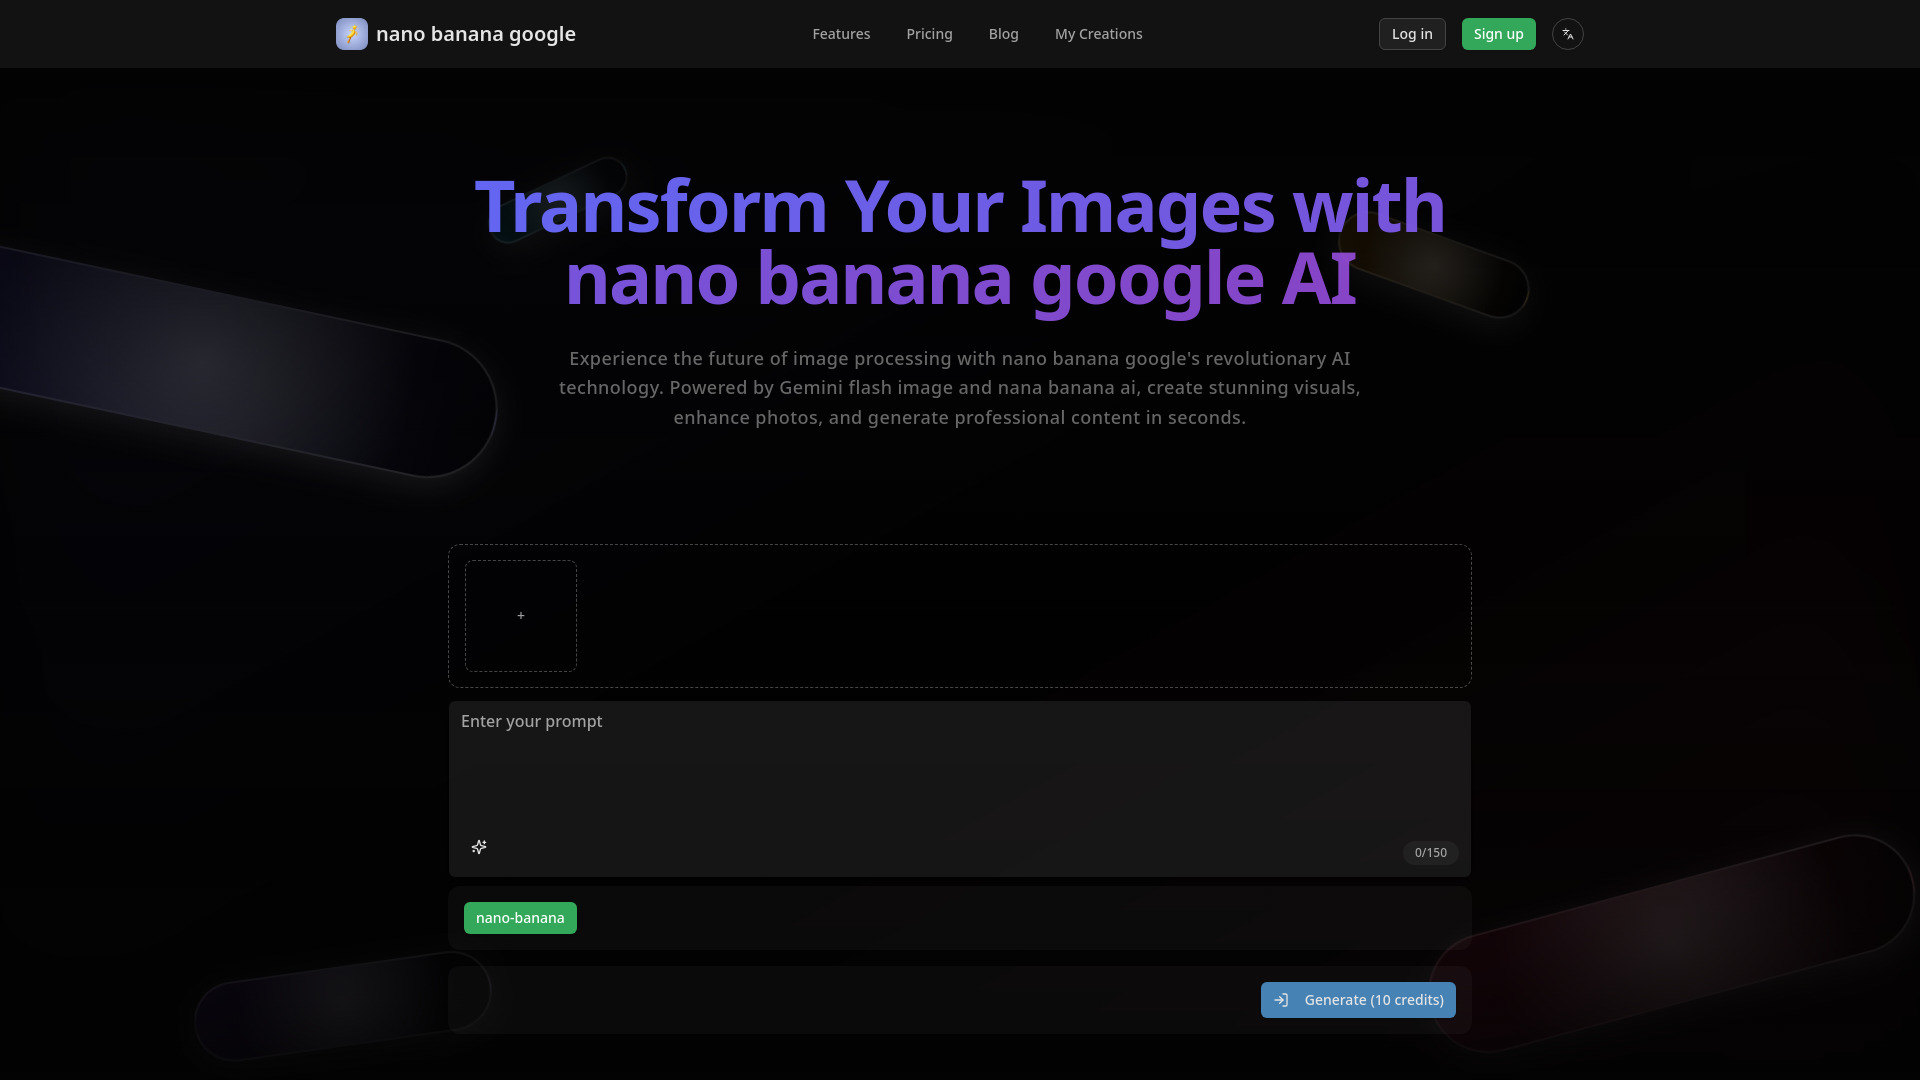 nano banana google
Features
Pricing
Blog
My Creations
Log in
Sign up
Transform Your Images with
nano banana google AI
Experience the future of image processing with nano banana google's revolutionary AI
technology. Powered by Gemini flash image and nana banana ai, create stunning visuals,
enhance photos, and generate professional content in seconds.
+
Enter your prompt
0/150
nano-banana
Generate (10 credits)